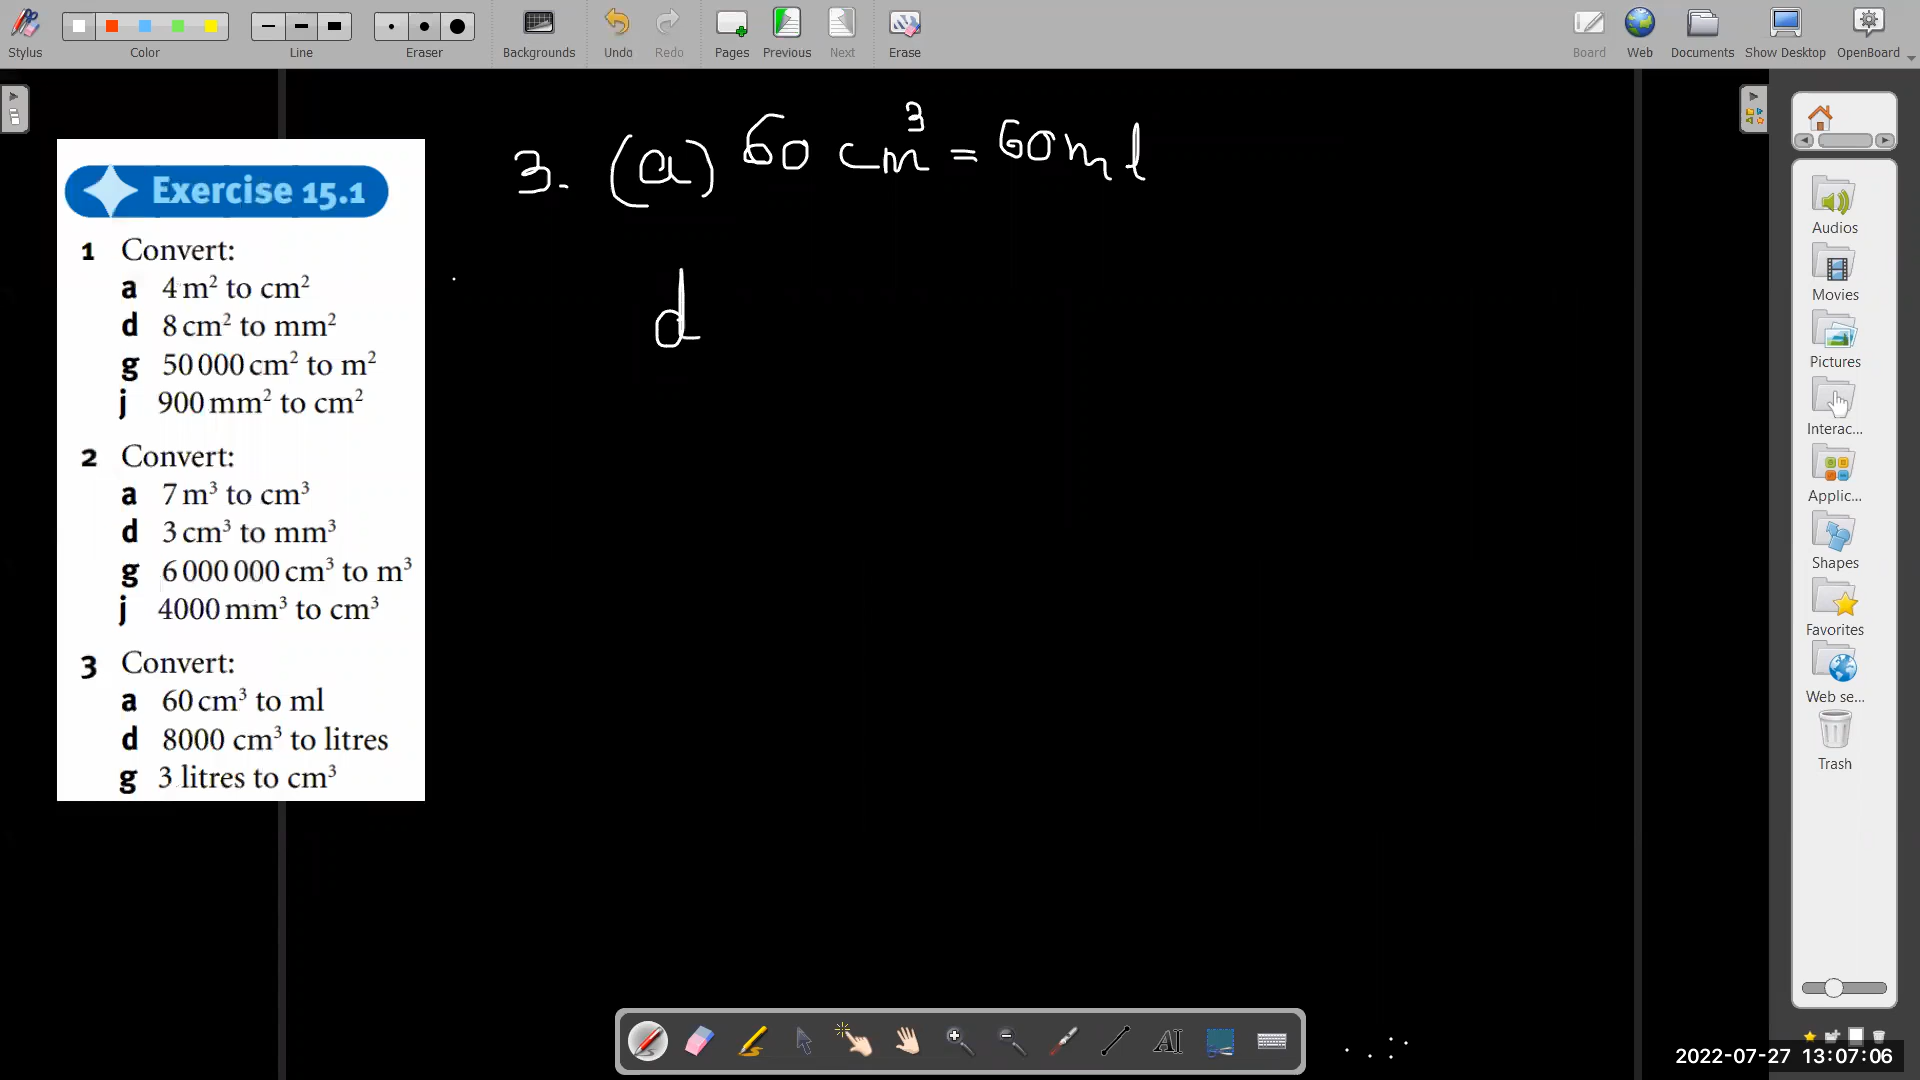 Stylus Color Line Eraser Backgrounds Undo Redo Pages Previous Next Erase Board Web Documents Show Desktop OpenBoard
3. (a) 60 cm³ = 60 ml
d
Exercise 15.1
1 Convert:
a 4 m² to cm²
d 8 cm² to mm²
g 50 000 cm² to m²
j 900 mm² to cm²
2 Convert:
a 7 m³ to cm³
d 3 cm³ to mm³
g 6 000 000 cm³ to m³
j 4000 mm³ to cm³
3 Convert:
a 60 cm³ to ml
d 8000 cm³ to litres
g 3 litres to cm³
Audios
Movies
Pictures
Interac...
Applic...
Shapes
Favorites
Web se...
Trash
2022-07-27 13:07:06